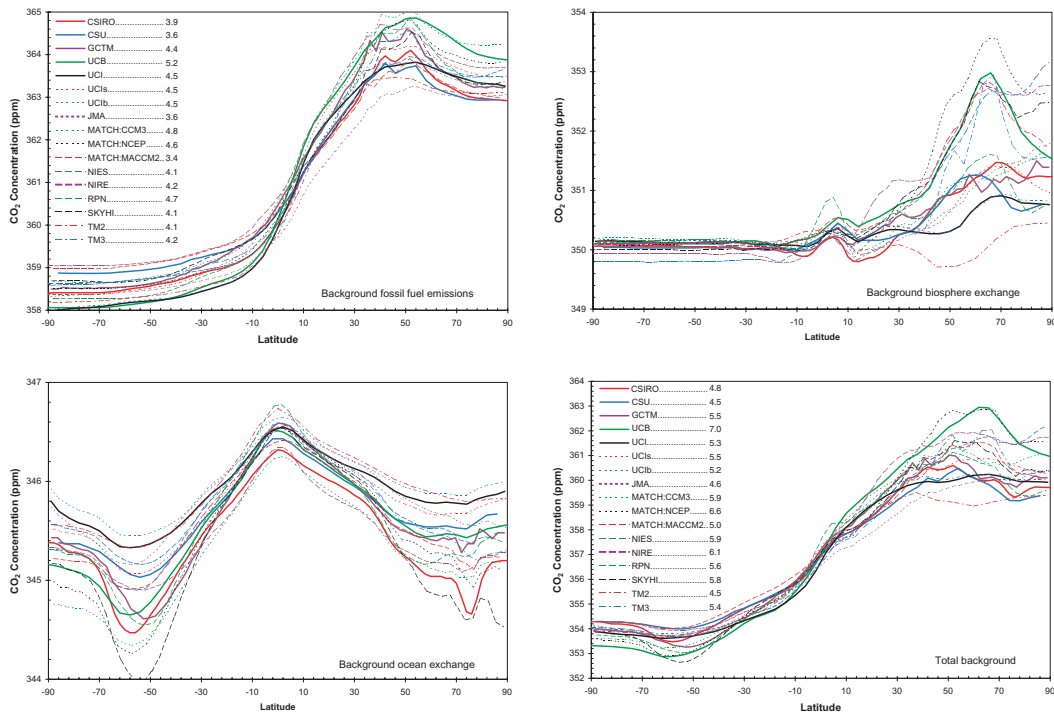 365
364
363
362
361
360
359
358
CO₂ Concentration (ppm)
CSIRO.................... 3.9
CSU....................... 3.6
GCTM.................... 4.4
UCB....................... 5.2
UCI......................... 4.5
UCIs....................... 4.5
UCIb....................... 4.5
JMA........................ 3.6
MATCH:CCM3....... 4.8
MATCH:NCEP....... 4.6
MATCH:MACCM2.. 3.4
NIES...................... 4.1
NIRE...................... 4.2
RPN....................... 4.7
SKYHI.................... 4.1
TM2........................ 4.1
TM3........................ 4.2
Background fossil fuel emissions
-90 -70 -50 -30 -10 10 30 50 70 90
Latitude
354
353
352
351
350
349
CO₂ Concentration (ppm)
Background biosphere exchange
-90 -70 -50 -30 -10 10 30 50 70 90
Latitude
347
346
345
344
CO₂ Concentration (ppm)
Background ocean exchange
-90 -70 -50 -30 -10 10 30 50 70 90
Latitude
364
363
362
361
360
359
358
357
356
355
354
353
352
CO₂ Concentration (ppm)
CSIRO.................... 4.8
CSU....................... 4.5
GCTM.................... 5.5
UCB....................... 7.0
UCI......................... 5.3
UCIs....................... 5.5
UCIb....................... 5.2
JMA........................ 4.6
MATCH:CCM3....... 5.9
MATCH:NCEP....... 6.6
MATCH:MACCM2.. 5.0
NIES...................... 5.9
NIRE...................... 6.1
RPN....................... 5.6
SKYHI.................... 5.8
TM2........................ 4.5
TM3........................ 5.4
Total background
-90 -70 -50 -30 -10 10 30 50 70 90
Latitude